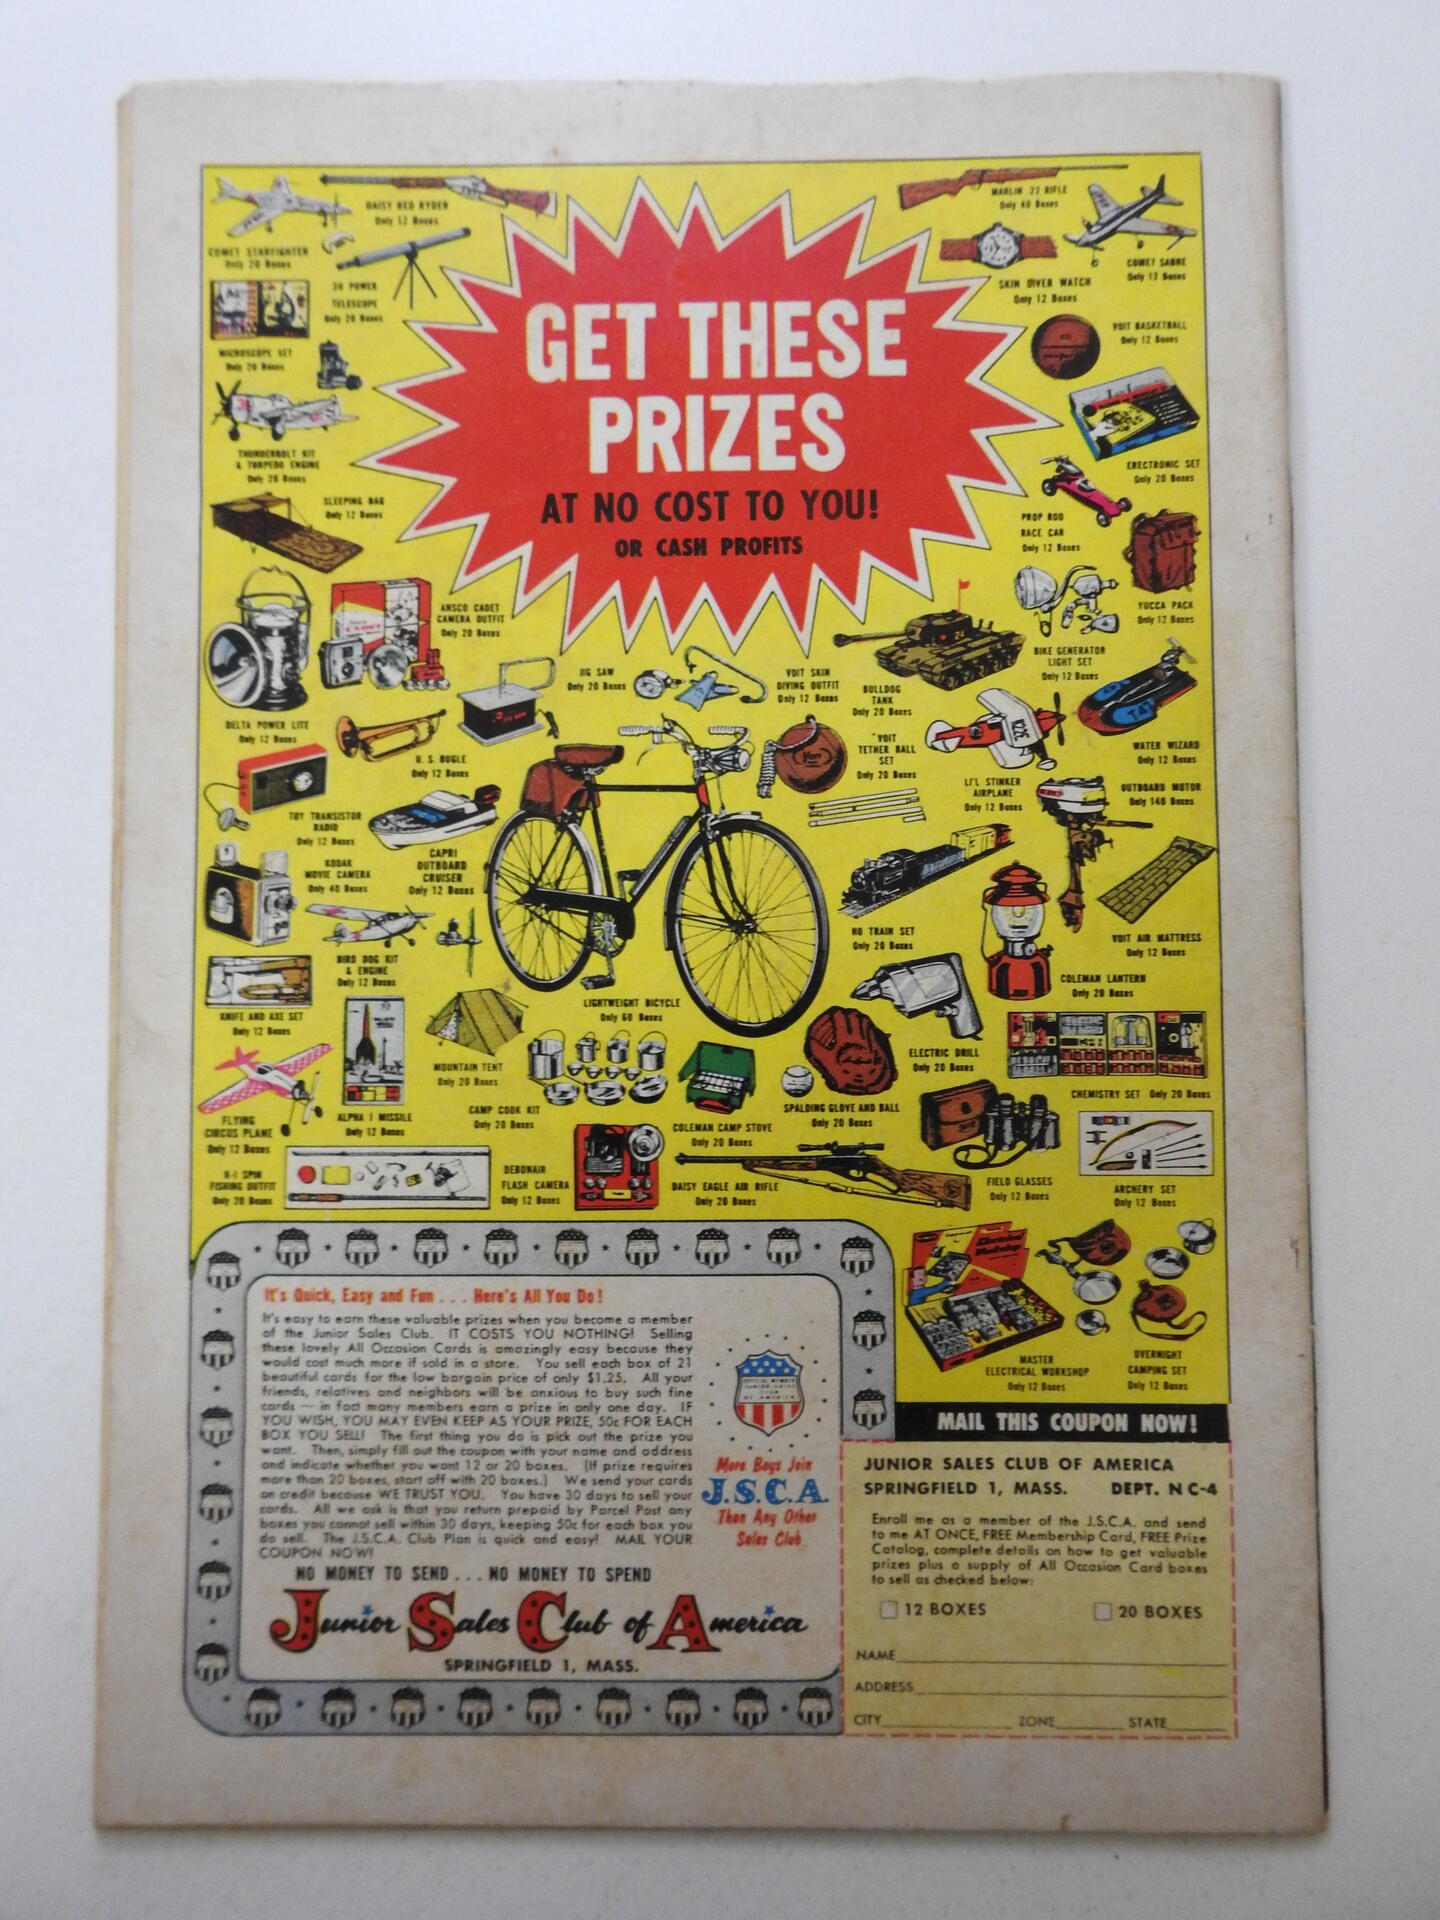 DAISY RED RYDER
Only 12 Boxes
MARLIN .22 RIFLE
Only 40 Boxes
COMET STARFIGHTER
Only 20 Boxes
COMET SABRE
Only 12 Boxes
30 POWER
TELESCOPE
Only 20 Boxes
SKIN DIVER WATCH
Only 12 Boxes
GET THESE
PRIZES
AT NO COST TO YOU!
OR CASH PROFITS
MICROSCOPE SET
Only 20 Boxes
VOIT BASKETBALL
Only 12 Boxes
THUNDERBOLT KIT
& TORPEDO ENGINE
Only 20 Boxes
ERECTRONIC SET
Only 20 Boxes
SLEEPING BAG
Only 12 Boxes
PROP ROD
RACE CAR
Only 12 Boxes
YUCCA PACK
Only 12 Boxes
ANSCO CADET
CAMERA OUTFIT
Only 20 Boxes
24
BIKE GENERATOR
LIGHT SET
Only 12 Boxes
JIG SAW
Only 20 Boxes
VOIT SKIN
DIVING OUTFIT
Only 12 Boxes
BULLDOG
TANK
Only 20 Boxes
DELTA POWER LITE
Only 12 Boxes
U. S. BUGLE
Only 12 Boxes
VOIT
TETHER BALL
SET
Only 20 Boxes
N22E
WATER WIZARD
Only 12 Boxes
LI'L STINKER
AIRPLANE
Only 12 Boxes
OUTBOARD MOTOR
Only 140 Boxes
TOY TRANSISTOR
RADIO
Only 12 Boxes
CAPRI
OUTBOARD
CRUISER
Only 12 Boxes
KODAK
MOVIE CAMERA
Only 40 Boxes
HO TRAIN SET
Only 20 Boxes
VOIT AIR MATTRESS
Only 12 Boxes
BIRD DOG KIT
& ENGINE
Only 12 Boxes
COLEMAN LANTERN
Only 20 Boxes
KNIFE AND AXE SET
Only 12 Boxes
LIGHTWEIGHT BICYCLE
Only 60 Boxes
MOUNTAIN TENT
Only 20 Boxes
ELECTRIC DRILL
Only 20 Boxes
CHEMISTRY SET Only 20 Boxes
FLYING
CIRCUS PLANE
Only 12 Boxes
ALPHA 1 MISSILE
Only 12 Boxes
CAMP COOK KIT
Only 20 Boxes
COLEMAN CAMP STOVE
Only 20 Boxes
SPALDING GLOVE AND BALL
Only 20 Boxes
H-I SPIN
FISHING OUTFIT
Only 20 Boxes
DEBONAIR
FLASH CAMERA
Only 12 Boxes
DAISY EAGLE AIR RIFLE
Only 20 Boxes
FIELD GLASSES
Only 12 Boxes
ARCHERY SET
Only 12 Boxes
Electrical
Workshop
MASTER
ELECTRICAL WORKSHOP
Only 12 Boxes
OVERNIGHT
CAMPING SET
Only 12 Boxes
It's Quick, Easy and Fun . . . Here's All You Do!
It's easy to earn these valuable prizes when you become a member
of the Junior Sales Club. IT COSTS YOU NOTHING! Selling
these lovely All Occasion Cards is amazingly easy because they
would cost much more if sold in a store. You sell each box of 21
beautiful cards for the low bargain price of only $1.25. All your
friends, relatives and neighbors will be anxious to buy such fine
cards — in fact many members earn a prize in only one day. IF
YOU WISH, YOU MAY EVEN KEEP AS YOUR PRIZE, 50¢ FOR EACH
BOX YOU SELL! The first thing you do is pick out the prize you
want. Then, simply fill out the coupon with your name and address
and indicate whether you want 12 or 20 boxes. (If prize requires
more than 20 boxes, start off with 20 boxes.) We send your cards
on credit because WE TRUST YOU. You have 30 days to sell your
cards. All we ask is that you return prepaid by Parcel Post any
boxes you cannot sell within 30 days, keeping 50¢ for each box you
do sell. The J.S.C.A. Club Plan is quick and easy! MAIL YOUR
COUPON NOW!
OFFICIAL MEMBER
JUNIOR SALES
CLUB
OF AMERICA
More Boys Join
J.S.C.A.
Than Any Other
Sales Club
NO MONEY TO SEND . . . NO MONEY TO SPEND
Junior Sales Club of America
SPRINGFIELD 1, MASS.
MAIL THIS COUPON NOW!
JUNIOR SALES CLUB OF AMERICA
SPRINGFIELD 1, MASS. DEPT. N C-4
Enroll me as a member of the J.S.C.A. and send
to me AT ONCE, FREE Membership Card, FREE Prize
Catalog, complete details on how to get valuable
prizes plus a supply of All Occasion Card boxes
to sell as checked below:
12 BOXES 20 BOXES
NAME
ADDRESS
CITY ZONE STATE